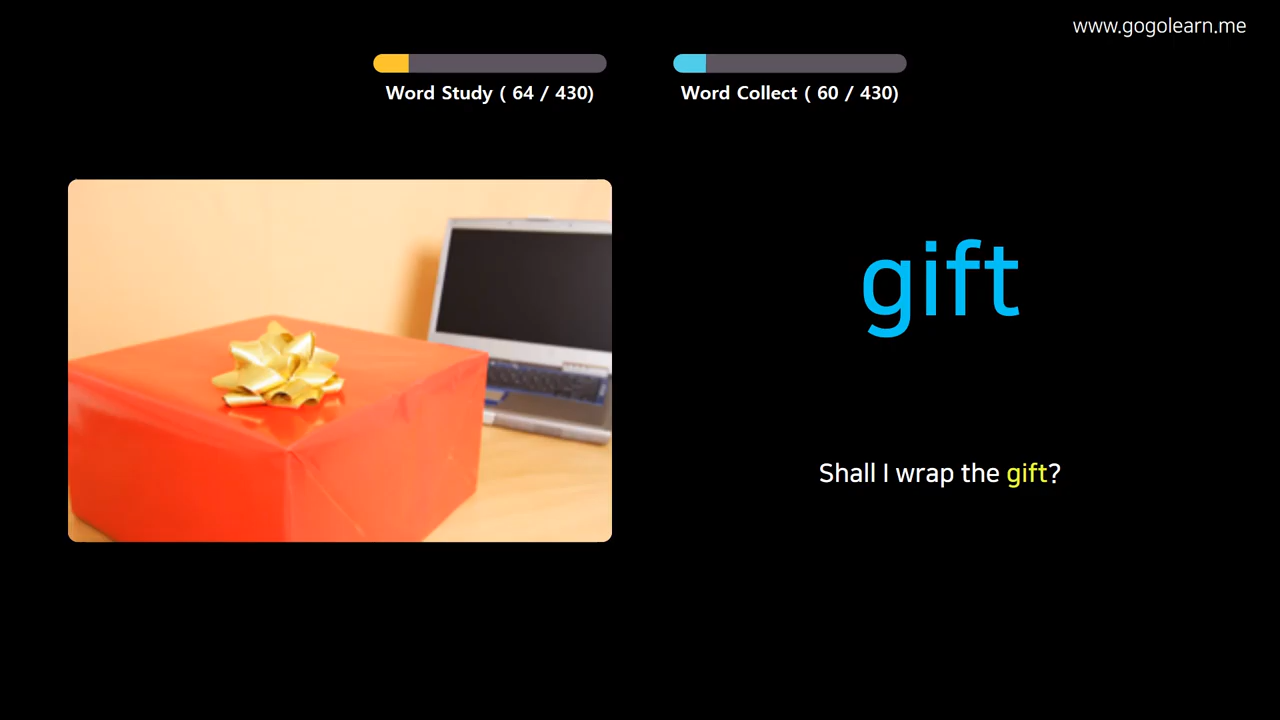 www.gogolearn.me
Word Study ( 64 / 430)
Word Collect ( 60 / 430)
gift
Shall I wrap the gift?